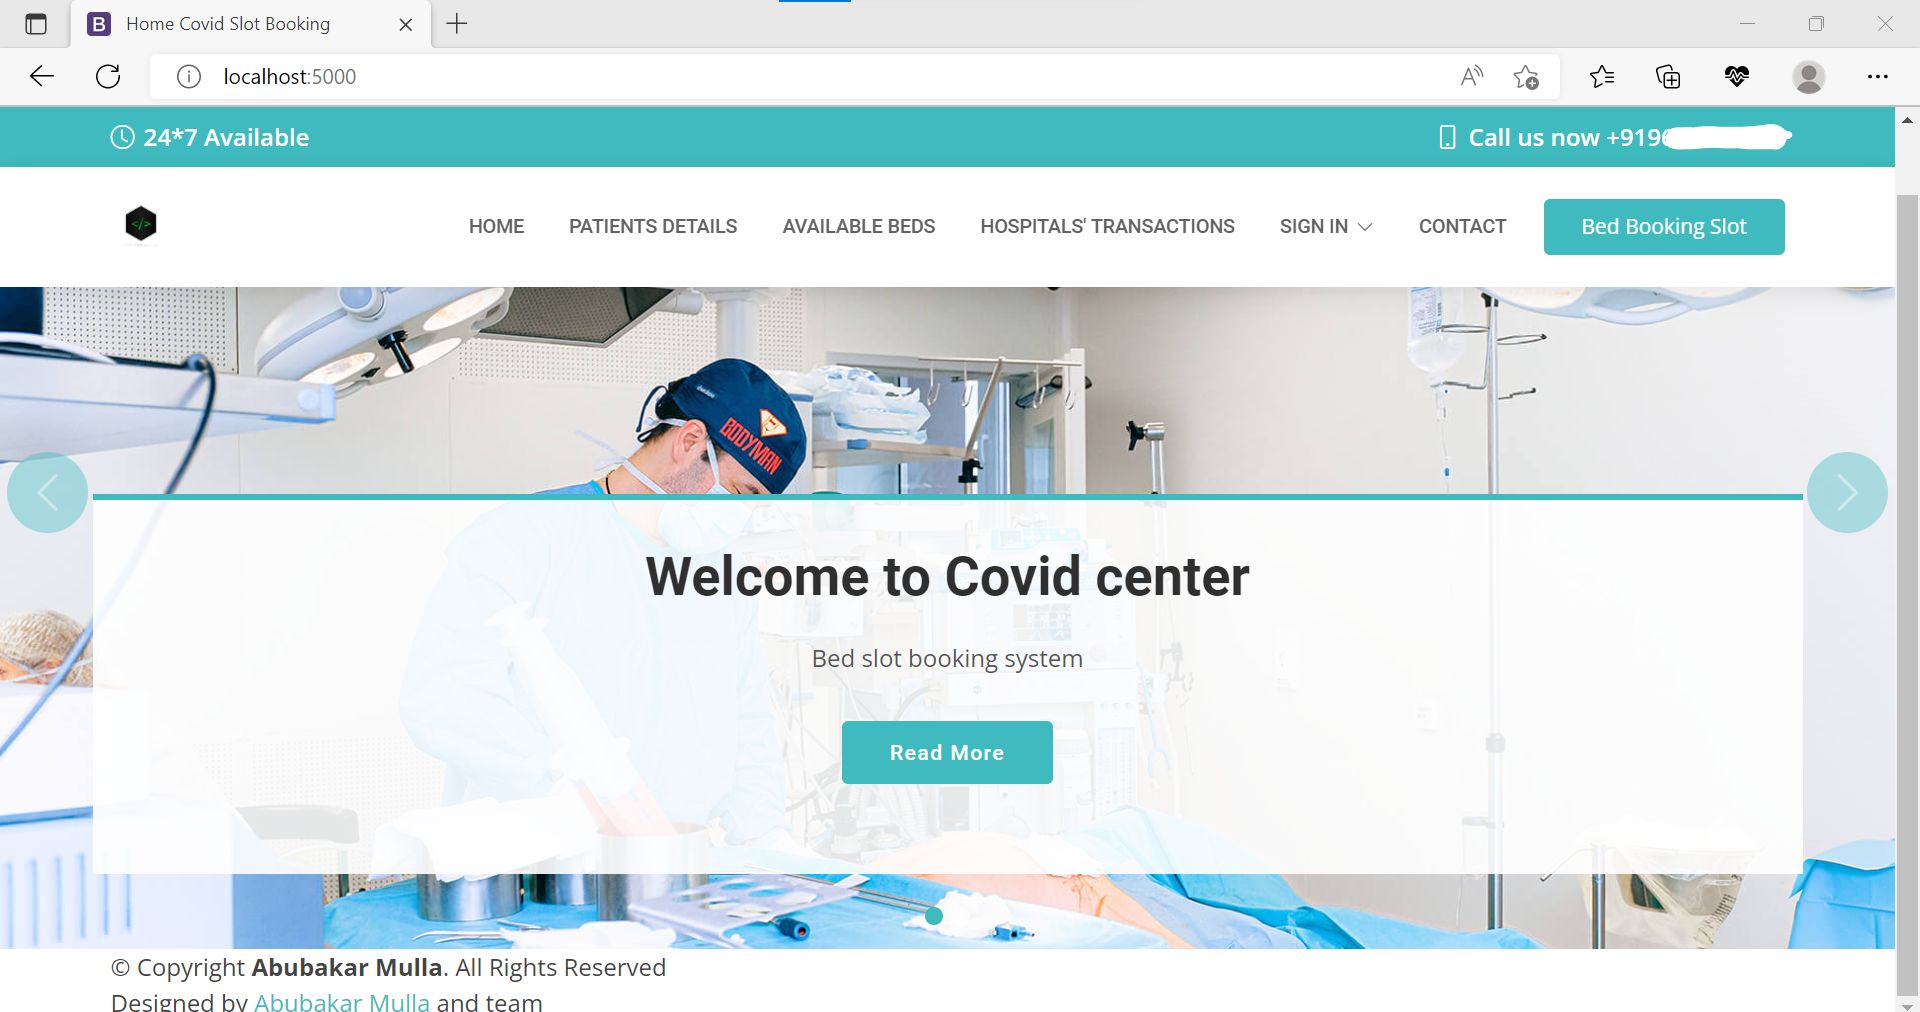 Home Covid Slot Booking
localhost:5000
24*7 Available
Call us now +919
HOME PATIENTS DETAILS AVAILABLE BEDS HOSPITALS' TRANSACTIONS SIGN IN CONTACT Bed Booking Slot
BODYMAN
Welcome to Covid center
Bed slot booking system
Read More
© Copyright Abubakar Mulla. All Rights Reserved
Designed by Abubakar Mulla and team